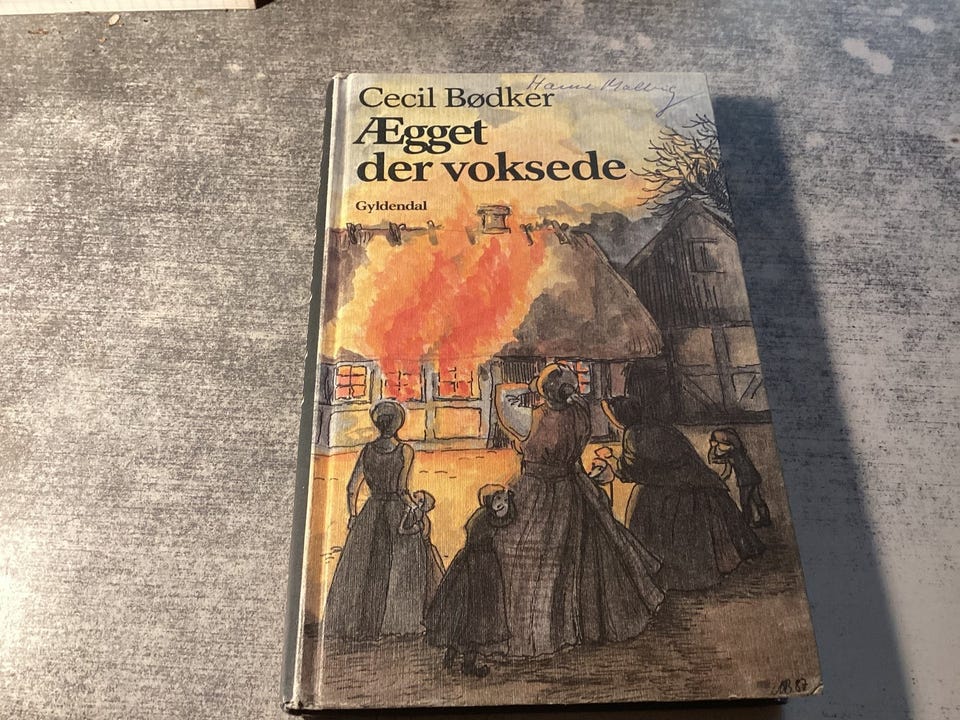 Cecil Bødker
Ægget
der voksede
Gyldendal